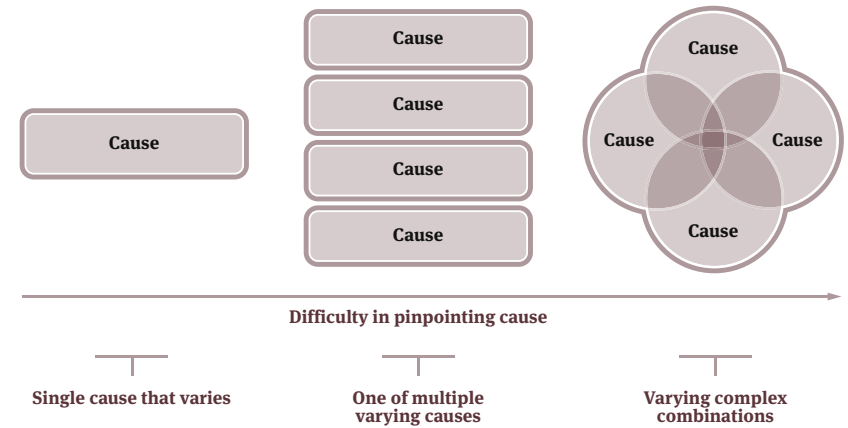 Cause
Cause
Cause
Cause
Cause
Cause
Cause
Cause
Cause
Difficulty in pinpointing cause
Single cause that varies
One of multiple
varying causes
Varying complex
combinations